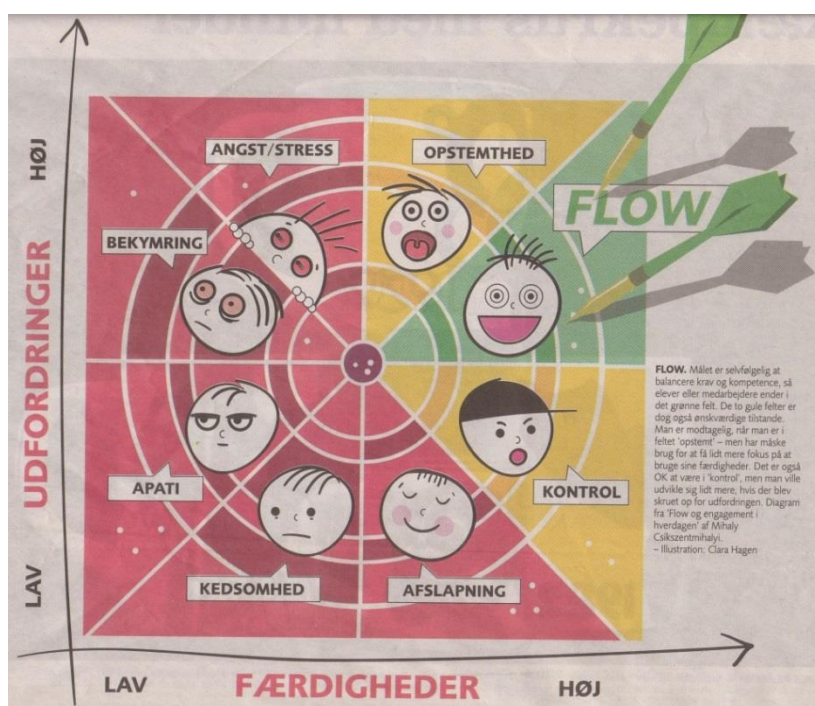 HØJ
UDFORDRINGER
LAV
ANGST/STRESS
OPSTEMTHED
FLOW
BEKYMRING
APATI
KONTROL
KEDSOMHED
AFSLAPNING
FLOW. Målet er selvfølgelig at
balancere krav og kompetence, så
elever eller medarbejdere ender i
det grønne felt. De to gule felter er
dog også ønskværdige tilstande.
Man er modtagelig, når man er i
feltet 'opstemt' – men har måske
brug for at få lidt mere fokus på at
bruge sine færdigheder. Det er også
OK at være i 'kontrol', men man ville
udvikle sig lidt mere, hvis der blev
skruet op for udfordringen. Diagram
fra 'Flow og engagement i
hverdagen' af Mihaly
Csikszentmihalyi.
– Illustration: Clara Hagen
LAV
FÆRDIGHEDER
HØJ